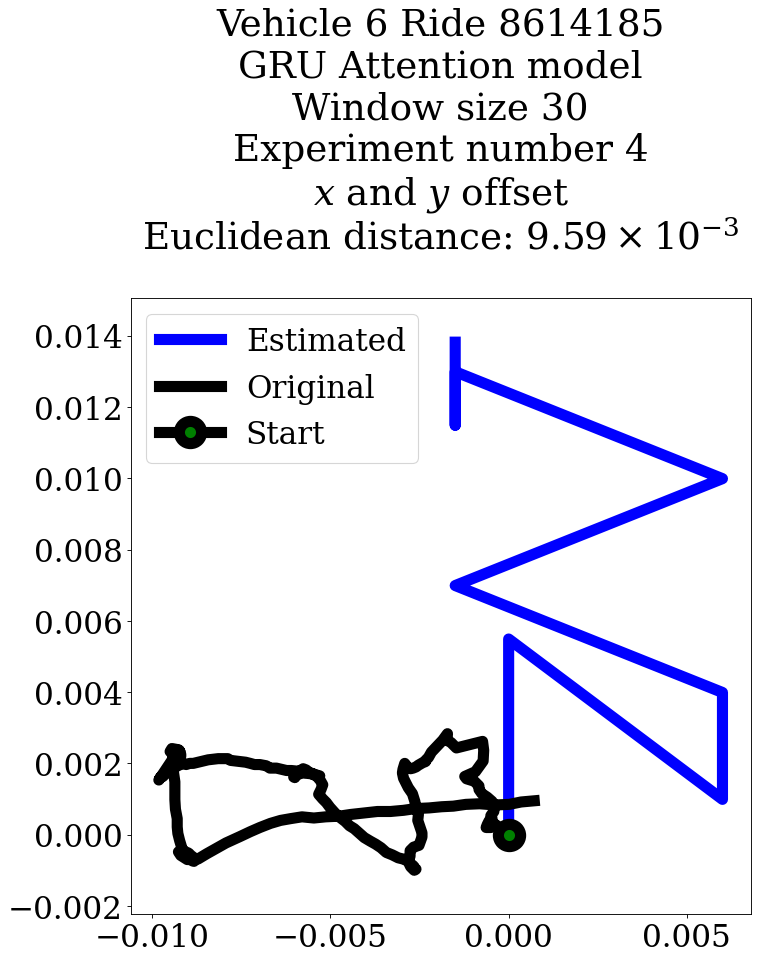 Vehicle 6 Ride 8614185
GRU Attention model
Window size 30
Experiment number 4
x and y offset
Euclidean distance: 9.59 × 10⁻³
Estimated
Original
Start
0.014
0.012
0.010
0.008
0.006
0.004
0.002
0.000
−0.002
−0.010 −0.005 0.000 0.005